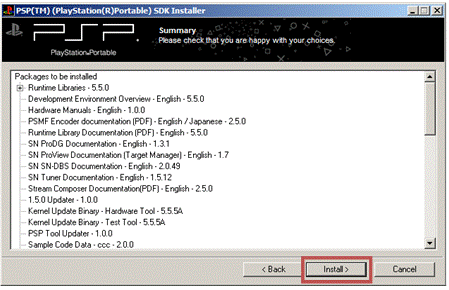 PSP(TM) (PlayStation(R)Portable) SDK Installer
PSP
PlayStation®Portable
Summary
Please check that you are happy with your choices.
Packages to be installed
Runtime Libraries - 5.5.0
Development Environment Overview - English - 5.5.0
Hardware Manuals - English - 1.0.0
PSMF Encoder documentation (PDF) - English / Japanese - 2.5.0
Runtime Library Documentation (PDF) - English - 5.5.0
SN ProDG Documentation - English - 1.3.1
SN ProView Documentation (Target Manager) - English - 1.7
SN SN-DBS Documentation - English - 2.0.49
SN Tuner Documentation - English - 1.5.12
Stream Composer Documentation(PDF) - English - 2.5.0
1.5.0 Updater - 1.0.0
Kernel Update Binary - Hardware Tool - 5.5.5A
Kernel Update Binary - Test Tool - 5.5.5A
PSP Tool Updater - 1.0.0
Sample Code Data - ccc - 2.0.0
< Back
Install >
Cancel